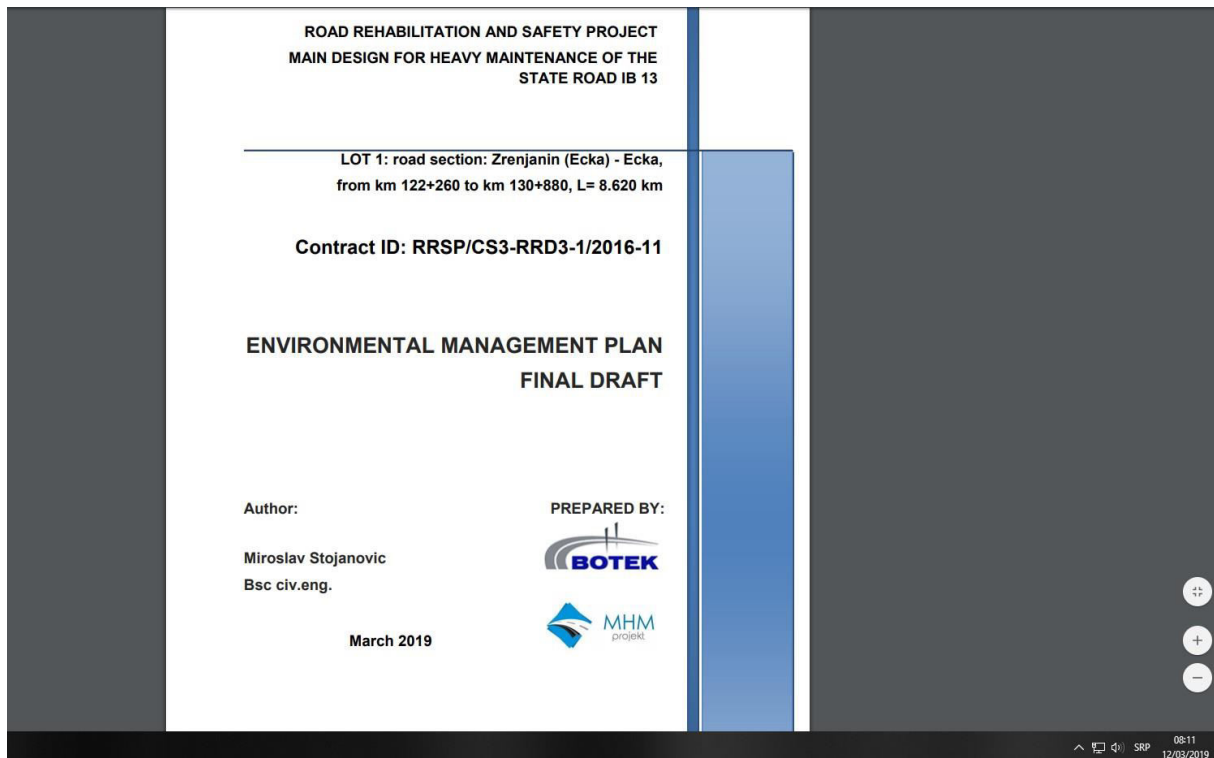 ROAD REHABILITATION AND SAFETY PROJECT
MAIN DESIGN FOR HEAVY MAINTENANCE OF THE
STATE ROAD IB 13
LOT 1: road section: Zrenjanin (Ecka) - Ecka,
from km 122+260 to km 130+880, L= 8.620 km
Contract ID: RRSP/CS3-RRD3-1/2016-11
ENVIRONMENTAL MANAGEMENT PLAN
FINAL DRAFT
Author:
PREPARED BY:
BOTEK
Miroslav Stojanovic
Bsc civ.eng.
MHM
projekt
March 2019
SRP
08:11
12/03/2019